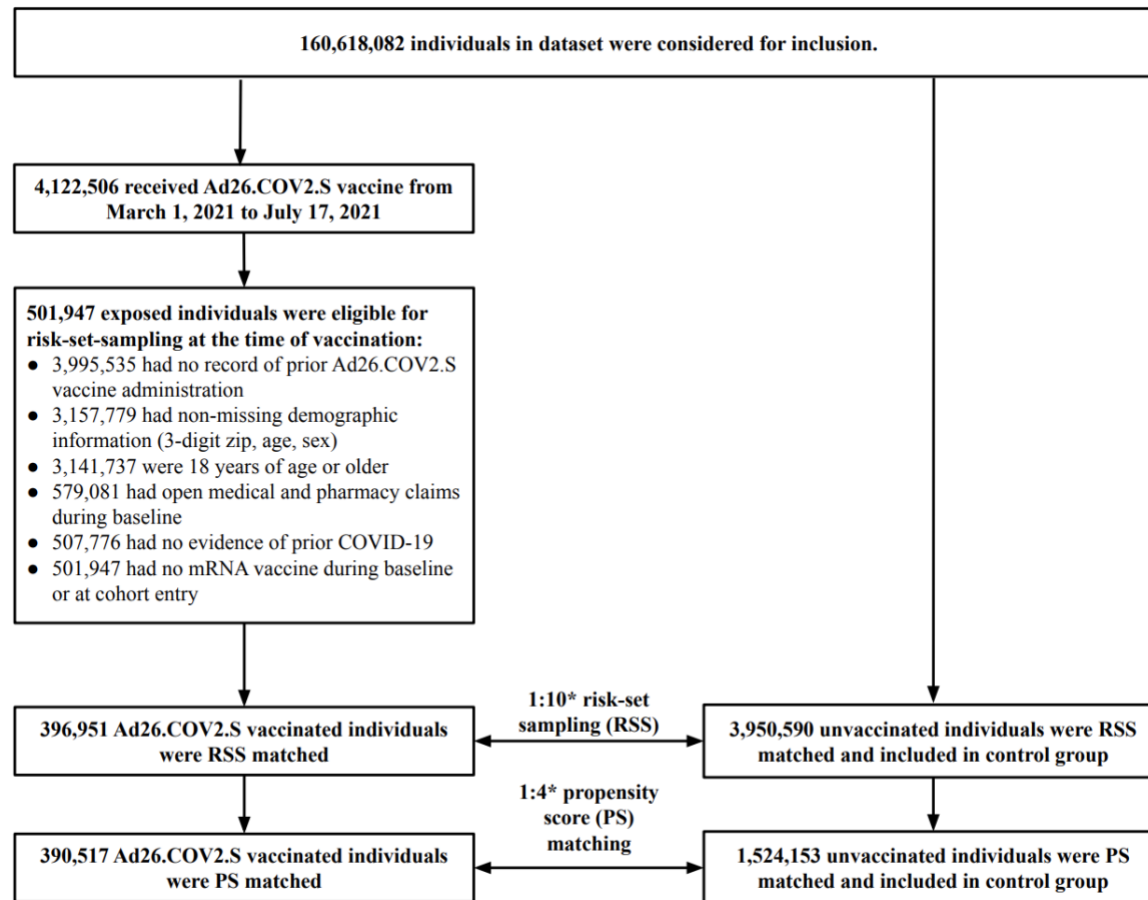 160,618,082 individuals in dataset were considered for inclusion.
4,122,506 received Ad26.COV2.S vaccine from
March 1, 2021 to July 17, 2021
501,947 exposed individuals were eligible for
risk-set-sampling at the time of vaccination:
● 3,995,535 had no record of prior Ad26.COV2.S
vaccine administration
● 3,157,779 had non-missing demographic
information (3-digit zip, age, sex)
● 3,141,737 were 18 years of age or older
● 579,081 had open medical and pharmacy claims
during baseline
● 507,776 had no evidence of prior COVID-19
● 501,947 had no mRNA vaccine during baseline
or at cohort entry
396,951 Ad26.COV2.S vaccinated individuals
were RSS matched
1:10* risk-set
sampling (RSS)
3,950,590 unvaccinated individuals were RSS
matched and included in control group
1:4* propensity
score (PS)
matching
390,517 Ad26.COV2.S vaccinated individuals
were PS matched
1,524,153 unvaccinated individuals were PS
matched and included in control group